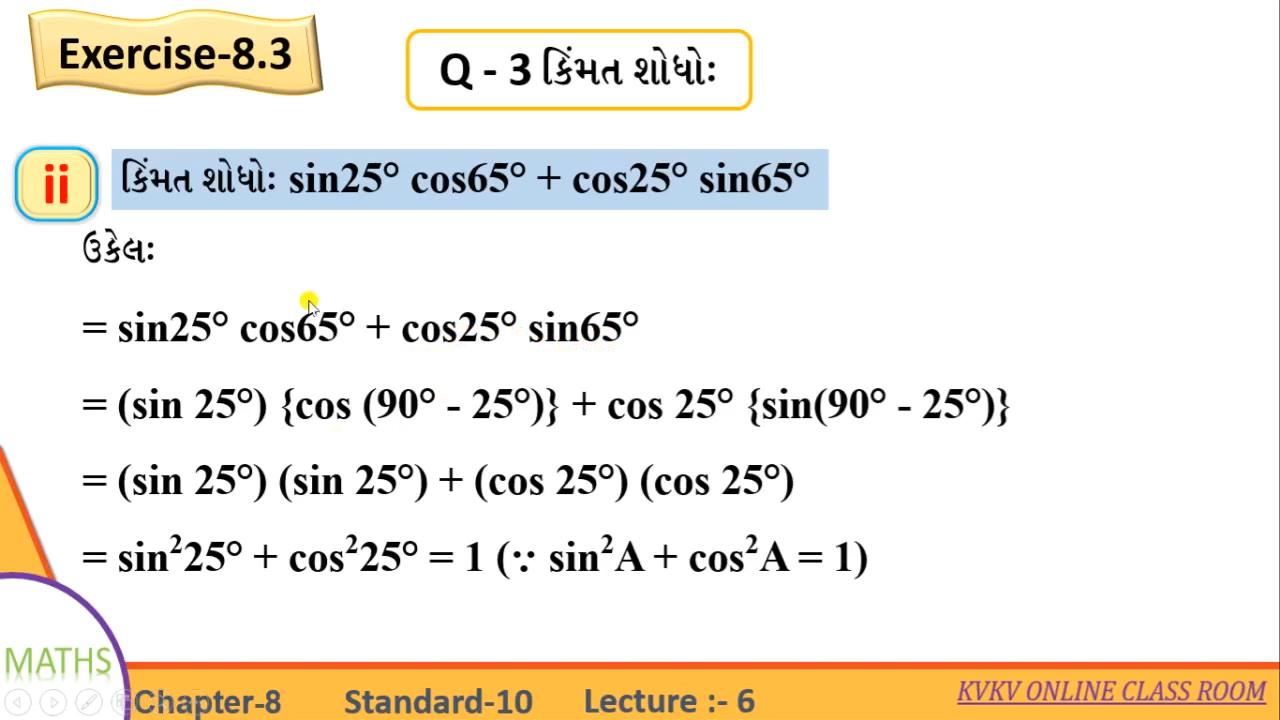 Exercise-8.3
Q - 3 કિંમત શોધોઃ
ii
કિંમત શોધોઃ sin25° cos65° + cos25° sin65°
ઉકેલઃ
= sin25° cos65° + cos25° sin65°
= (sin 25°) {cos (90° - 25°)} + cos 25° {sin(90° - 25°)}
= (sin 25°) (sin 25°) + (cos 25°) (cos 25°)
= sin²25° + cos²25° = 1 (∵ sin²A + cos²A = 1)
MATHS
Chapter-8 Standard-10 Lecture :- 6 KVKV ONLINE CLASS ROOM